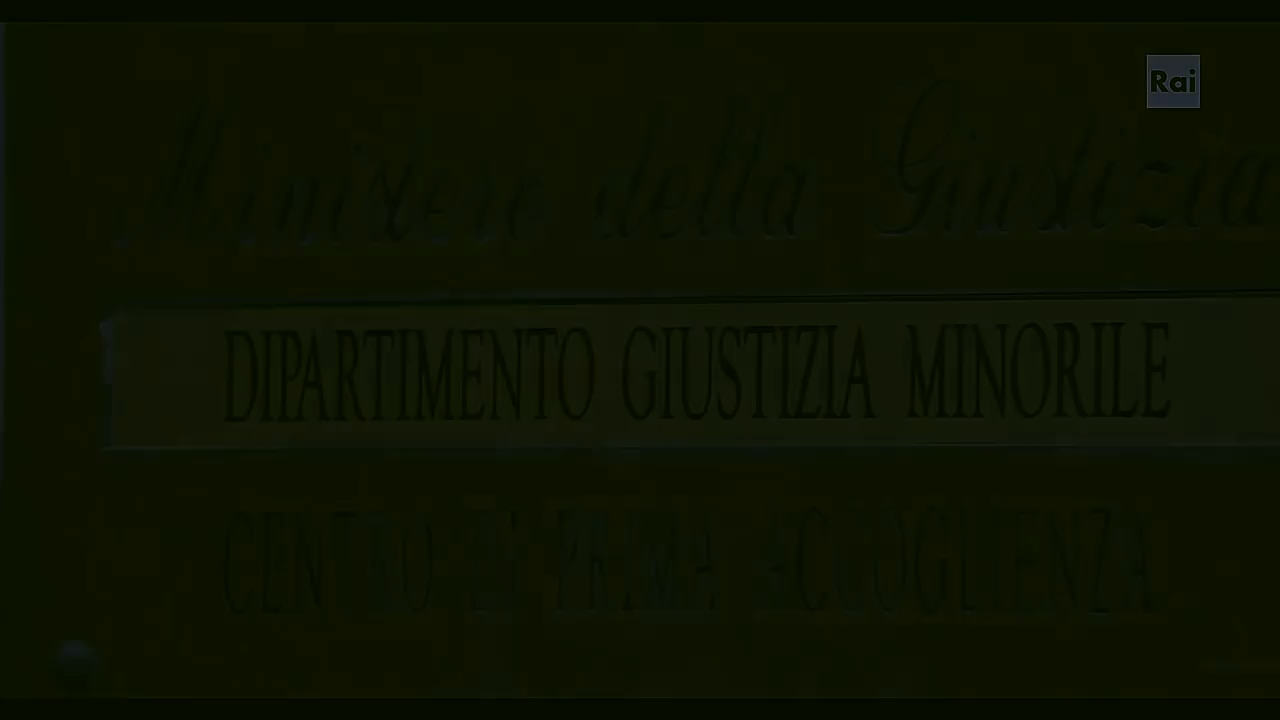 Rai
Ministero della Giustizia
DIPARTIMENTO GIUSTIZIA MINORILE
CENTRO DI PRIMA ACCOGLIENZA